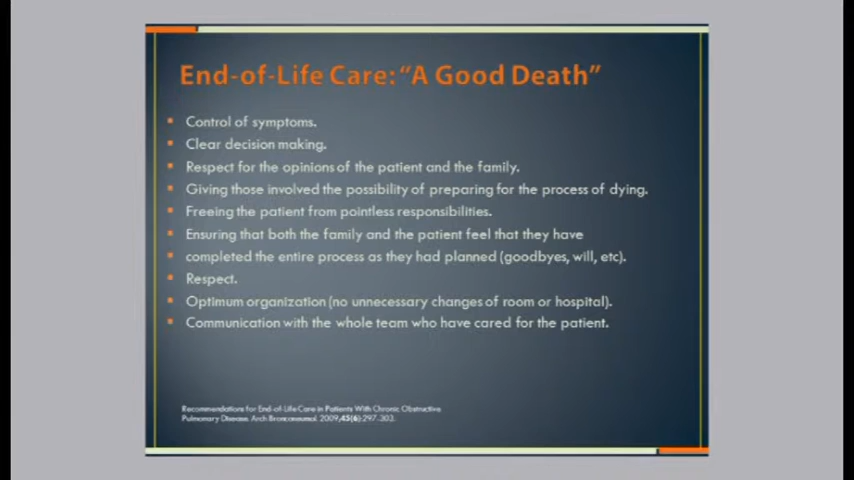 End-of-Life Care: “A Good Death”
Control of symptoms.
Clear decision making.
Respect for the opinions of the patient and the family.
Giving those involved the possibility of preparing for the process of dying.
Freeing the patient from pointless responsibilities.
Ensuring that both the family and the patient feel that they have
completed the entire process as they had planned (goodbyes, will, etc).
Respect.
Optimum organization (no unnecessary changes of room or hospital).
Communication with the whole team who have cared for the patient.
Recommendations for End-of-Life Care in Patients With Chronic Obstructive
Pulmonary Disease. Arch Bronconeumol. 2009;45(6):297-303.